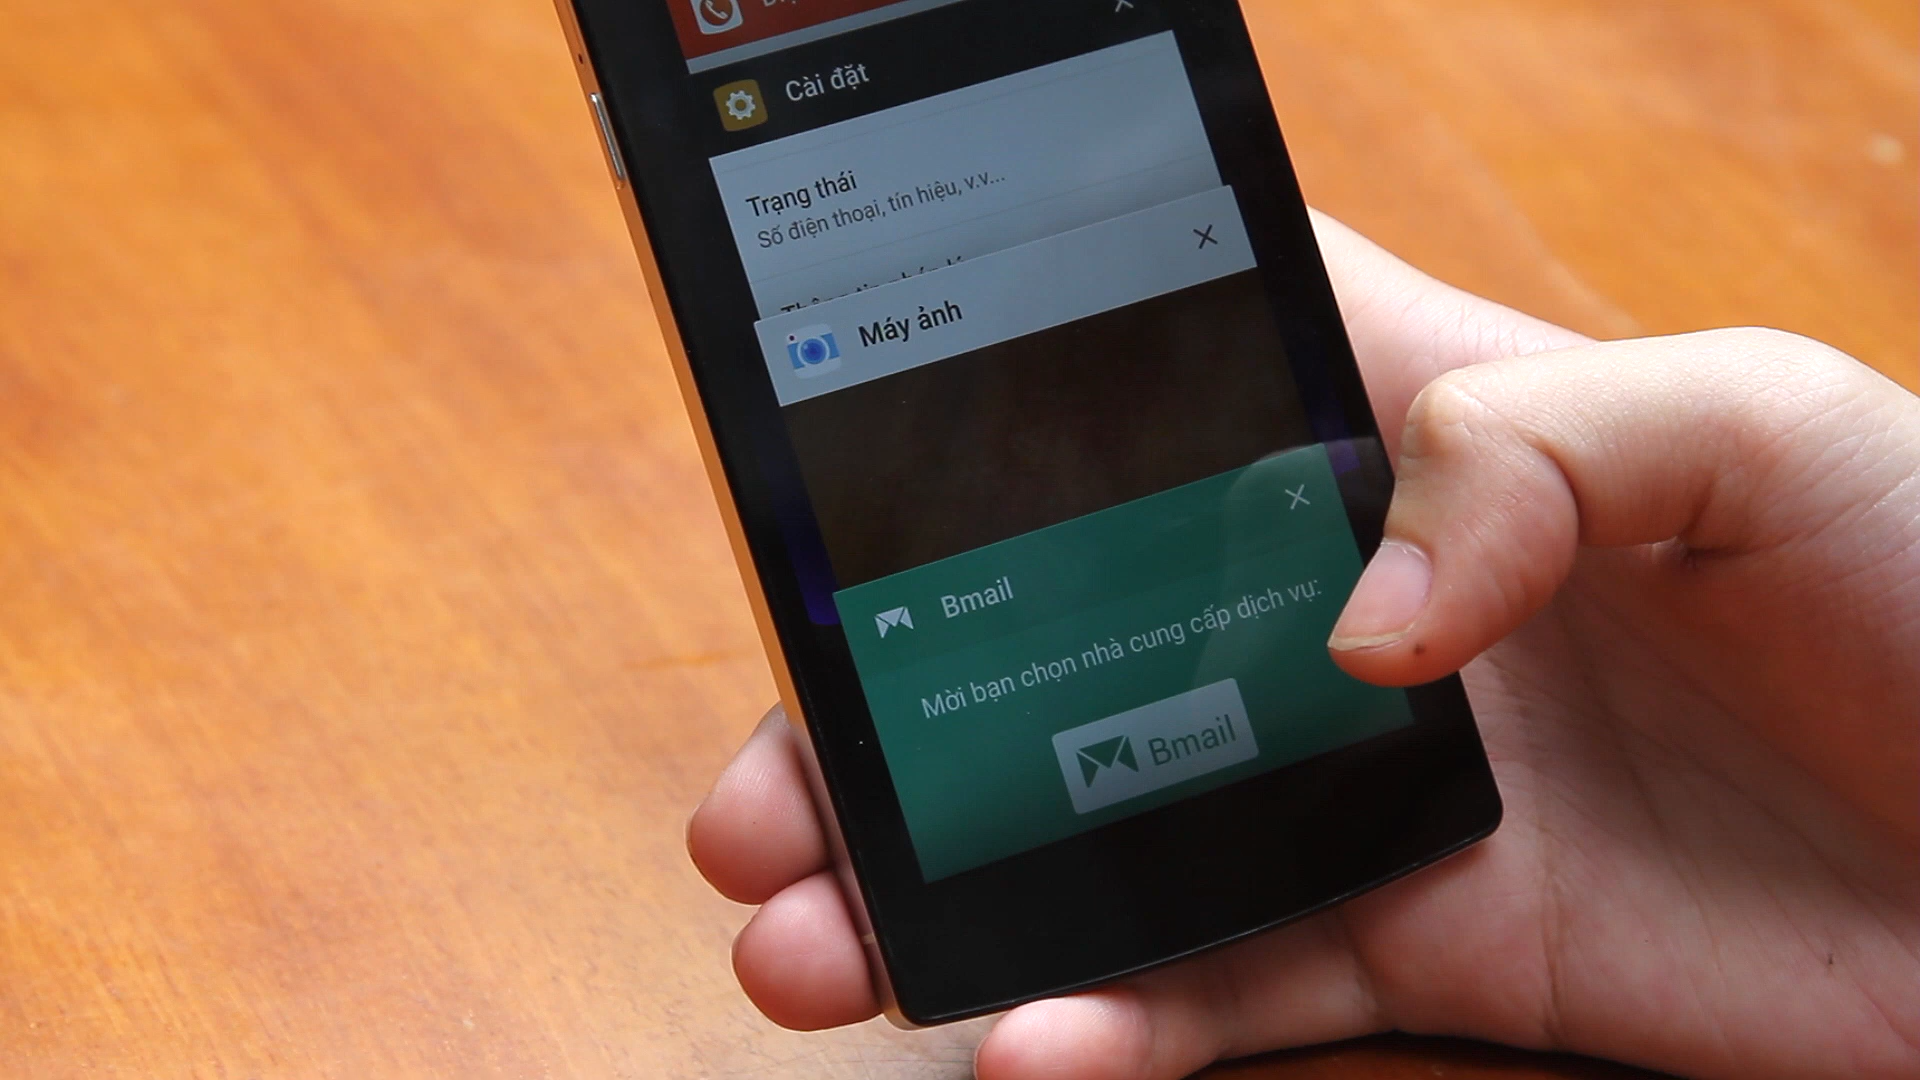 Cài đặt
Trạng thái
Số điện thoại, tín hiệu, v.v...
Máy ảnh
Bmail
Mời bạn chọn nhà cung cấp dịch vụ:
Bmail